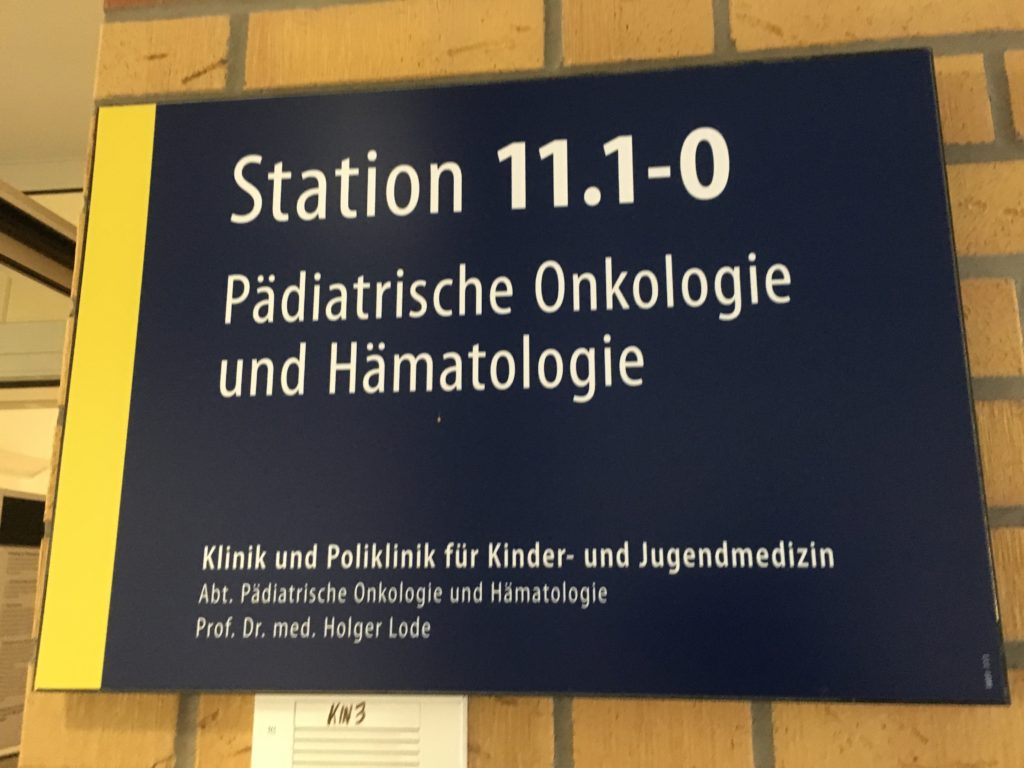 Station 11.1-0
Pädiatrische Onkologie
und Hämatologie
Klinik und Poliklinik für Kinder- und Jugendmedizin
Abt. Pädiatrische Onkologie und Hämatologie
Prof. Dr. med. Holger Lode
KIN3